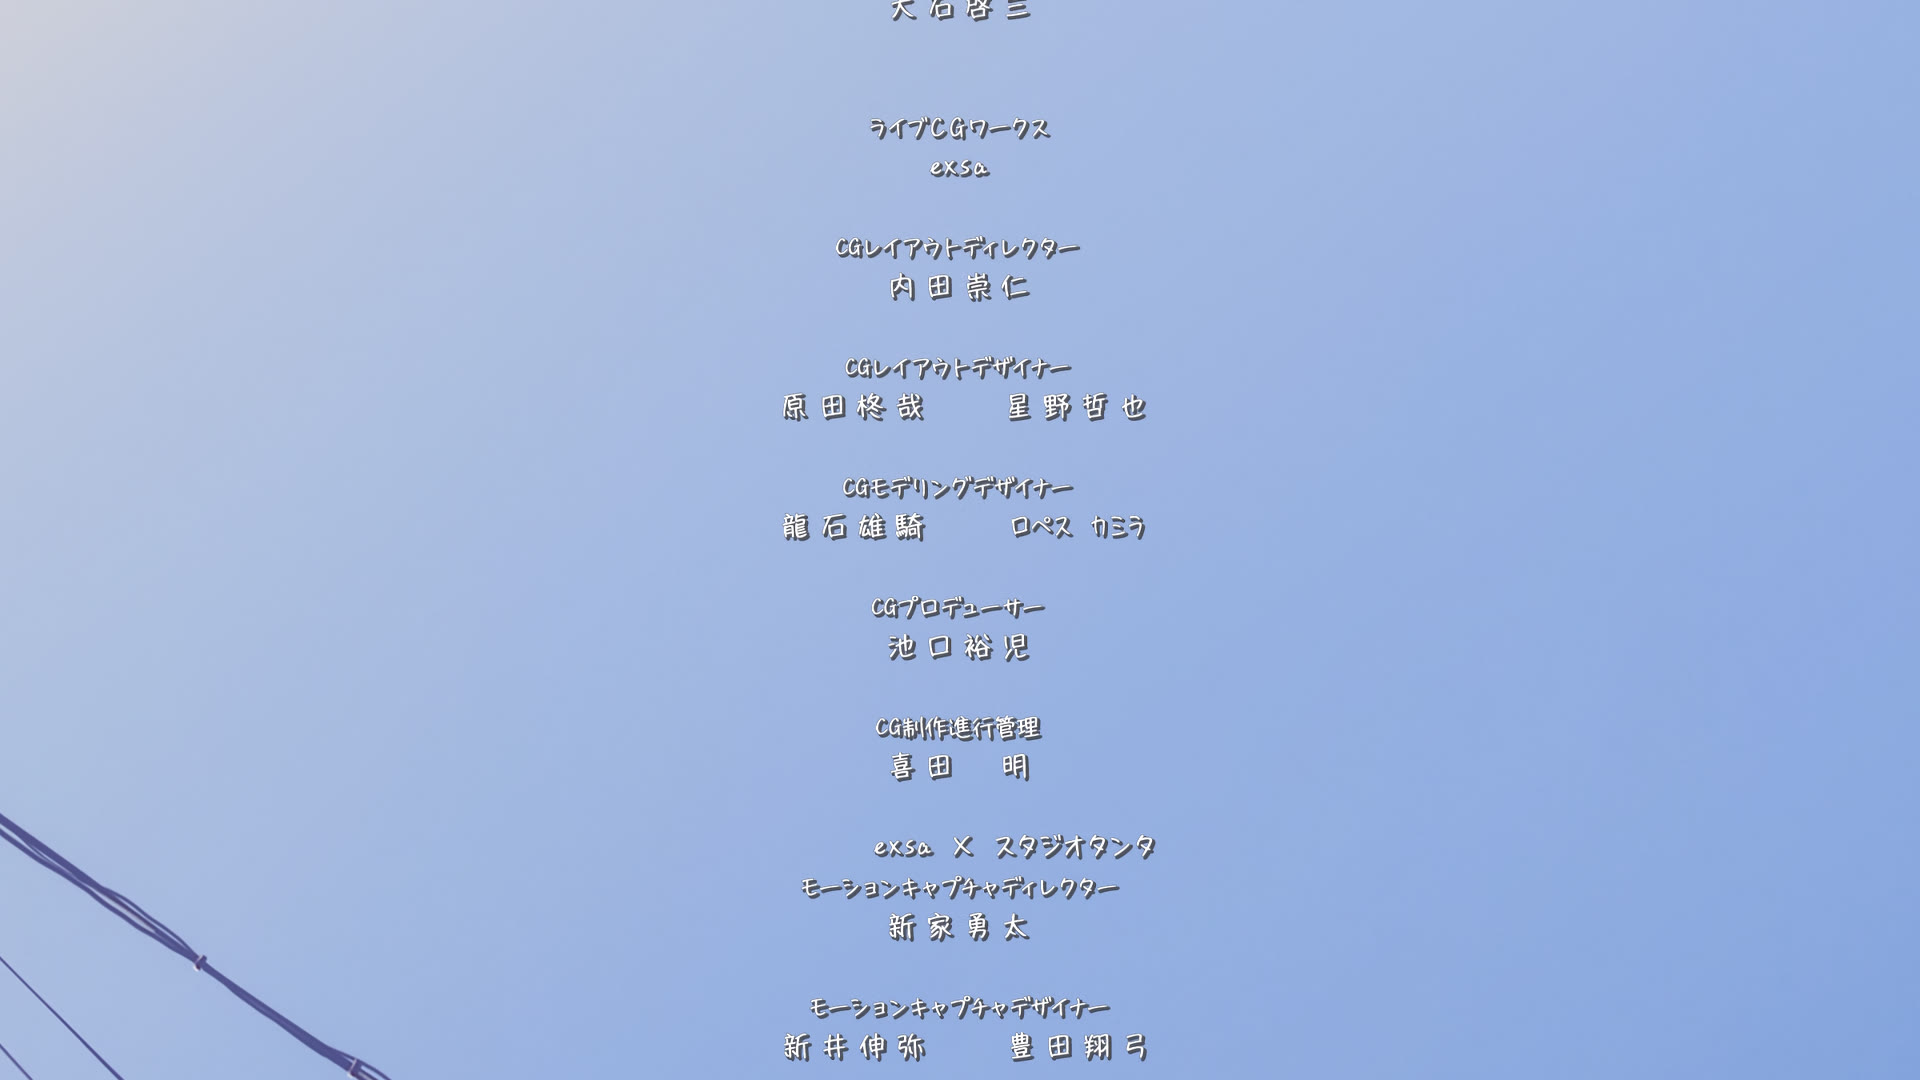 大石啓三
ライブCGワークス
exsa
CGレイアウトディレクター
内田崇仁
CGレイアウトデザイナー
原田柊哉 星野哲也
CGモデリングデザイナー
龍石雄騎 ロペス カミラ
CGプロデューサー
池口裕児
CG制作進行管理
喜田 明
exsa X スタジオタンタ
モーションキャプチャディレクター
新家勇太
モーションキャプチャデザイナー
新井伸弥 豊田翔弓